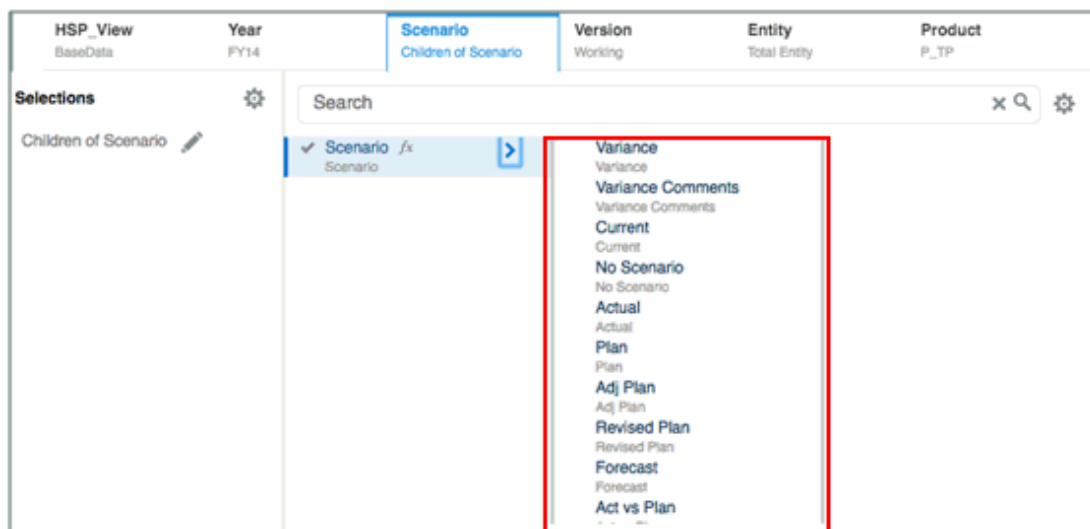 HSP_View Year Scenario Version Entity Product
BaseData FY14 Children of Scenario Working Total Entity P_TP
Selections
Search
Children of Scenario
Scenario fx
Scenario
Variance
Variance
Variance Comments
Variance Comments
Current
Current
No Scenario
No Scenario
Actual
Actual
Plan
Plan
Adj Plan
Adj Plan
Revised Plan
Revised Plan
Forecast
Forecast
Act vs Plan